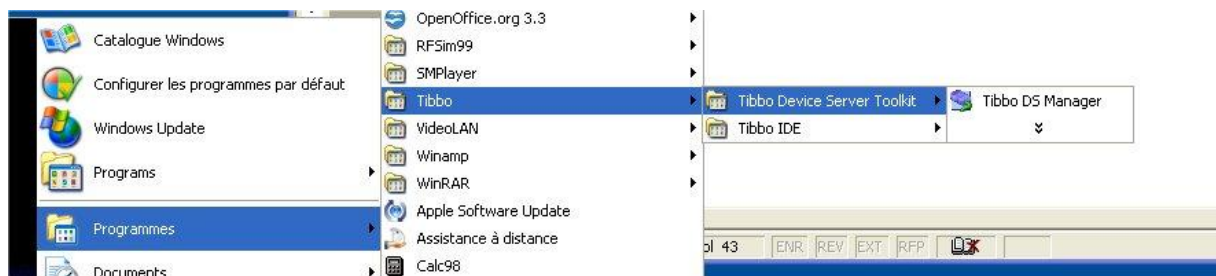 Catalogue Windows
Configurer les programmes par défaut
Windows Update
Programs
Programmes
Documents
OpenOffice.org 3.3
RFSim99
SMPlayer
Tibbo
VideoLAN
Winamp
WinRAR
Apple Software Update
Assistance à distance
Calc98
Tibbo Device Server Toolkit
Tibbo IDE
Tibbo DS Manager
ol 43 ENR REV EXT RFP